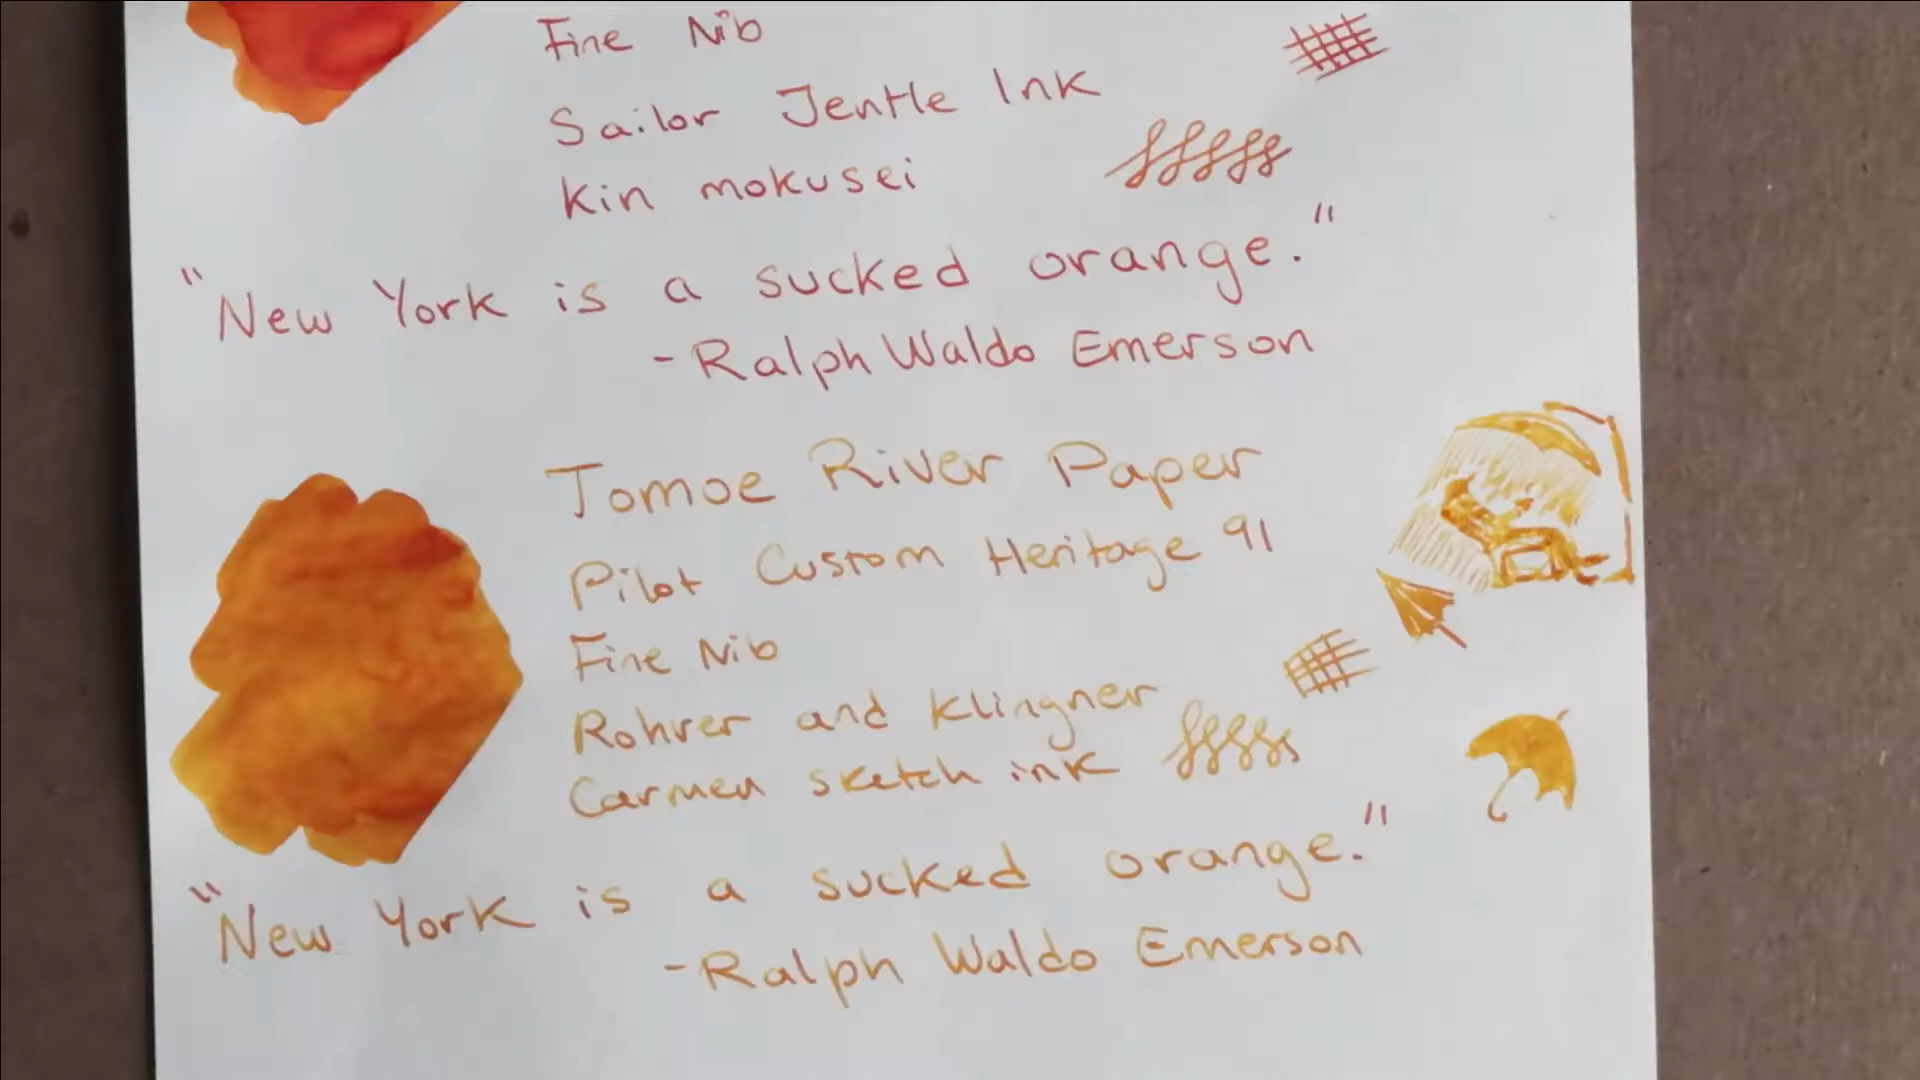 Fine Nib
Sailor Jentle Ink
Kin mokusei
"New York is a sucked orange."
-Ralph Waldo Emerson
Tomoe River Paper
Pilot Custom Heritage 91
Fine Nib
Rohrer and Klingner
Carmen sketch ink
"New York is a sucked orange."
-Ralph Waldo Emerson